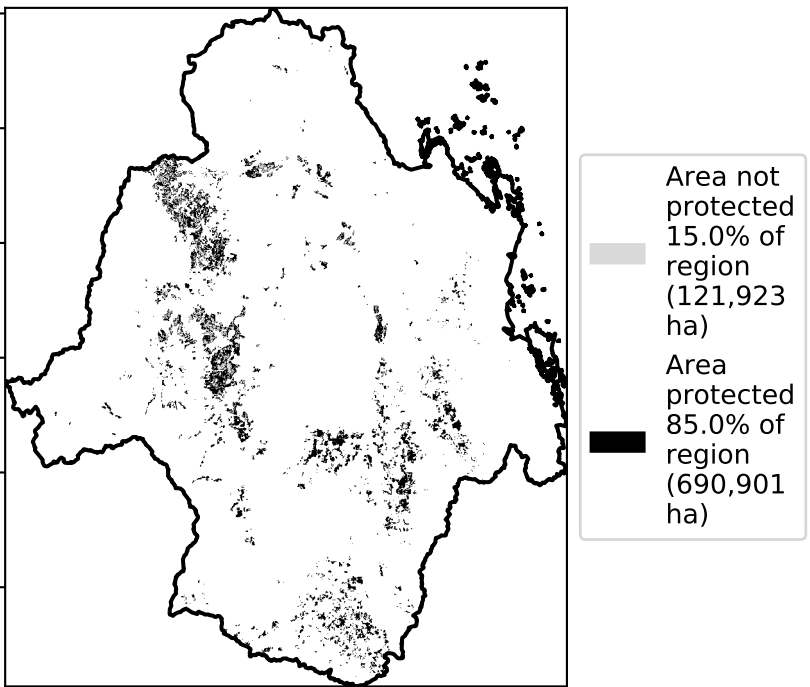 Area not
protected
15.0% of
region
(121,923
ha)
Area
protected
85.0% of
region
(690,901
ha)